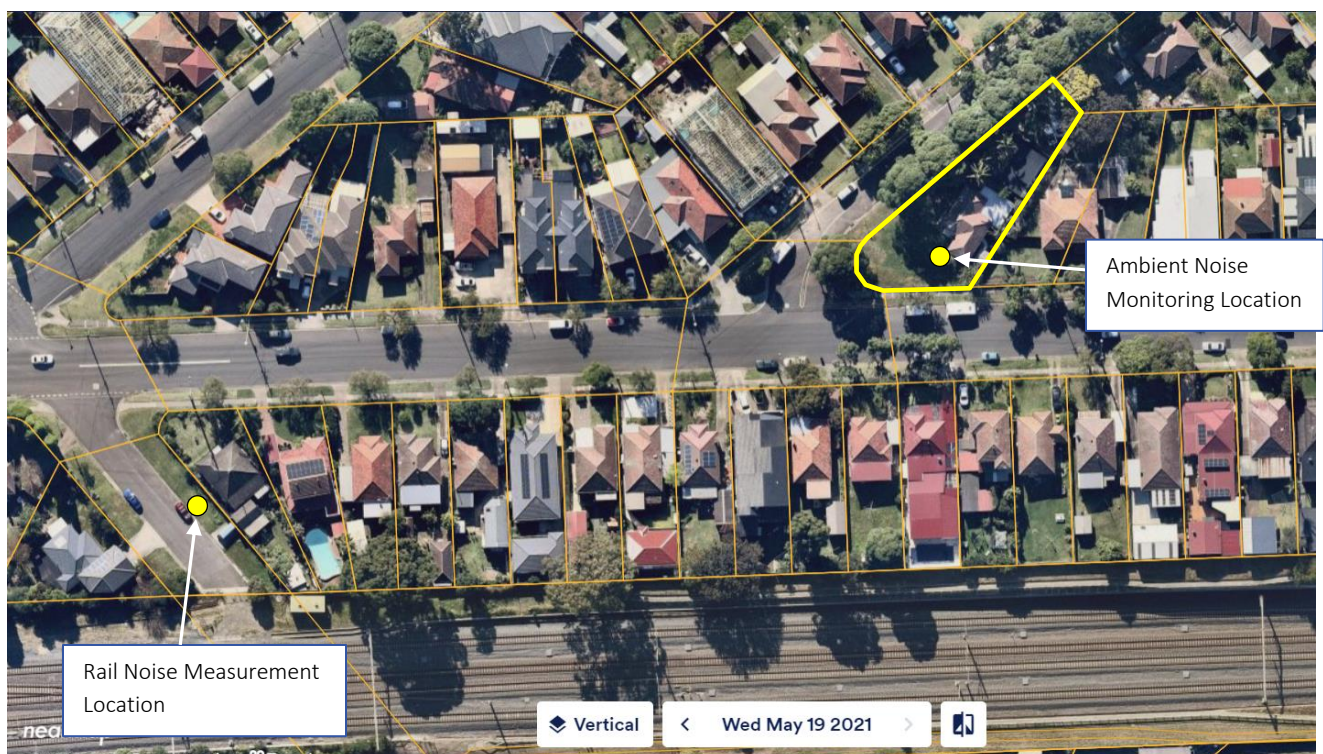 Ambient Noise
Monitoring Location
Rail Noise Measurement
Location
Vertical
Wed May 19 2021